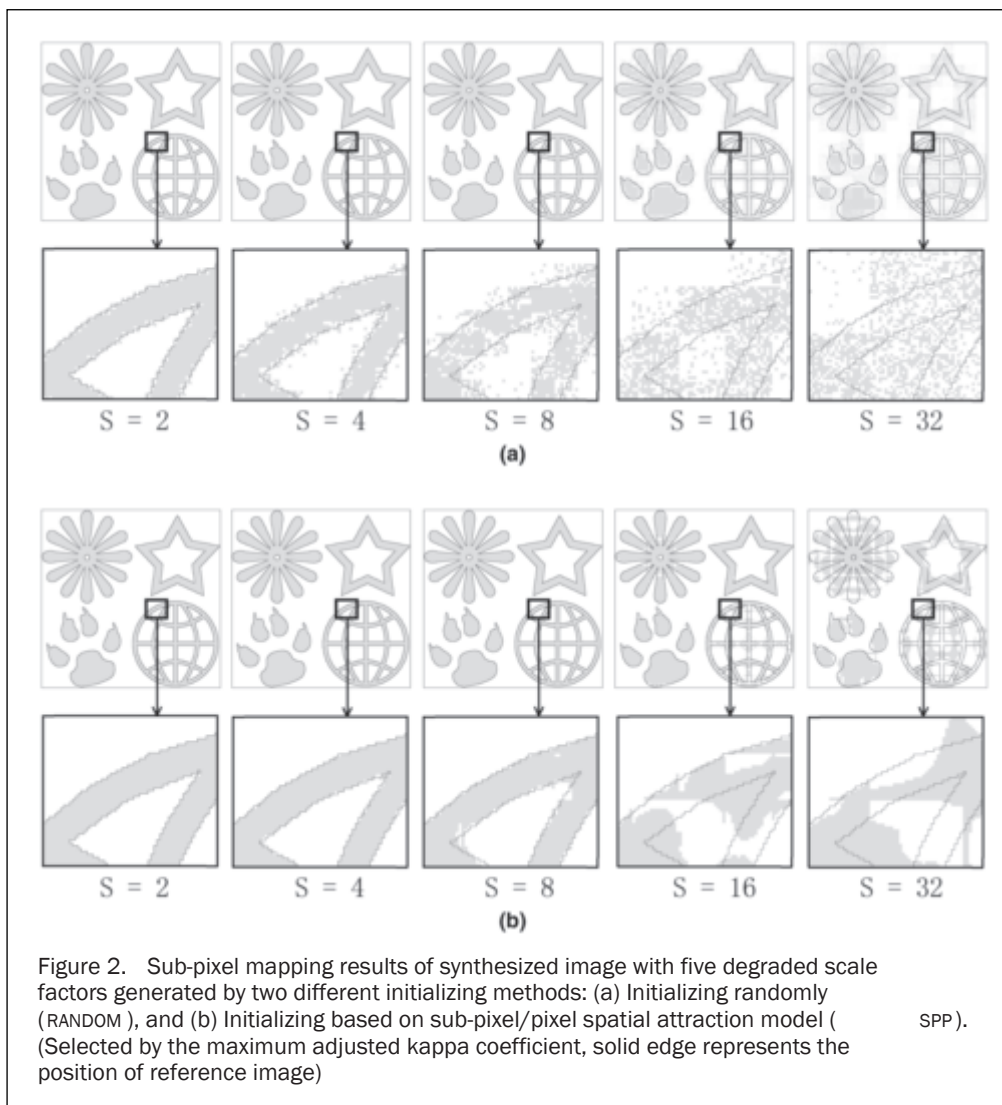 S = 2 S = 4 S = 8 S = 16 S = 32
(a)
S = 2 S = 4 S = 8 S = 16 S = 32
(b)
Figure 2. Sub-pixel mapping results of synthesized image with five degraded scale
factors generated by two different initializing methods: (a) Initializing randomly
(RANDOM ), and (b) Initializing based on sub-pixel/pixel spatial attraction model ( SPP).
(Selected by the maximum adjusted kappa coefficient, solid edge represents the
position of reference image)